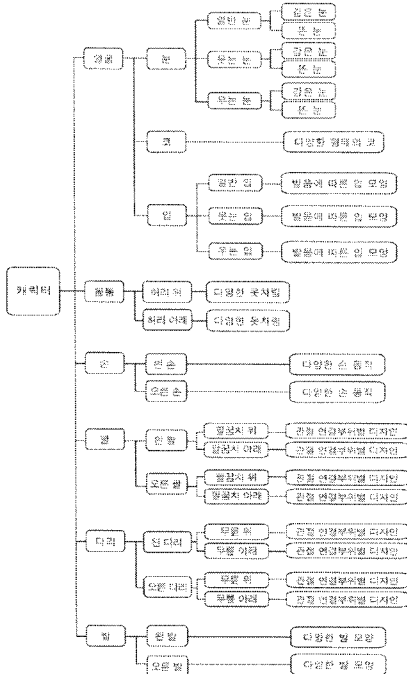 캐릭터
얼굴
눈
일반 눈
감은 눈
뜬 눈
웃는 눈
감은 눈
뜬 눈
우는 눈
감은 눈
뜬 눈
코
다양한 형태의 코
입
일반 입
발음에 따른 입 모양
웃는 입
발음에 따른 입 모양
우는 입
발음에 따른 입 모양
몸통
허리 위
다양한 옷차림
허리 아래
다양한 옷차림
손
왼 손
다양한 손 동작
오른 손
다양한 손 동작
팔
왼 팔
팔꿈치 위
관절 연결부위별 디자인
팔꿈치 아래
관절 연결부위별 디자인
오른 팔
팔꿈치 위
관절 연결부위별 디자인
팔꿈치 아래
관절 연결부위별 디자인
다리
왼 다리
무릎 위
관절 연결부위별 디자인
무릎 아래
관절 연결부위별 디자인
오른 다리
무릎 위
관절 연결부위별 디자인
무릎 아래
관절 연결부위별 디자인
발
왼 발
다양한 발 모양
오른 발
다양한 발 모양